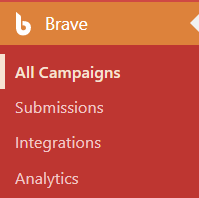 Brave
All Campaigns
Submissions
Integrations
Analytics